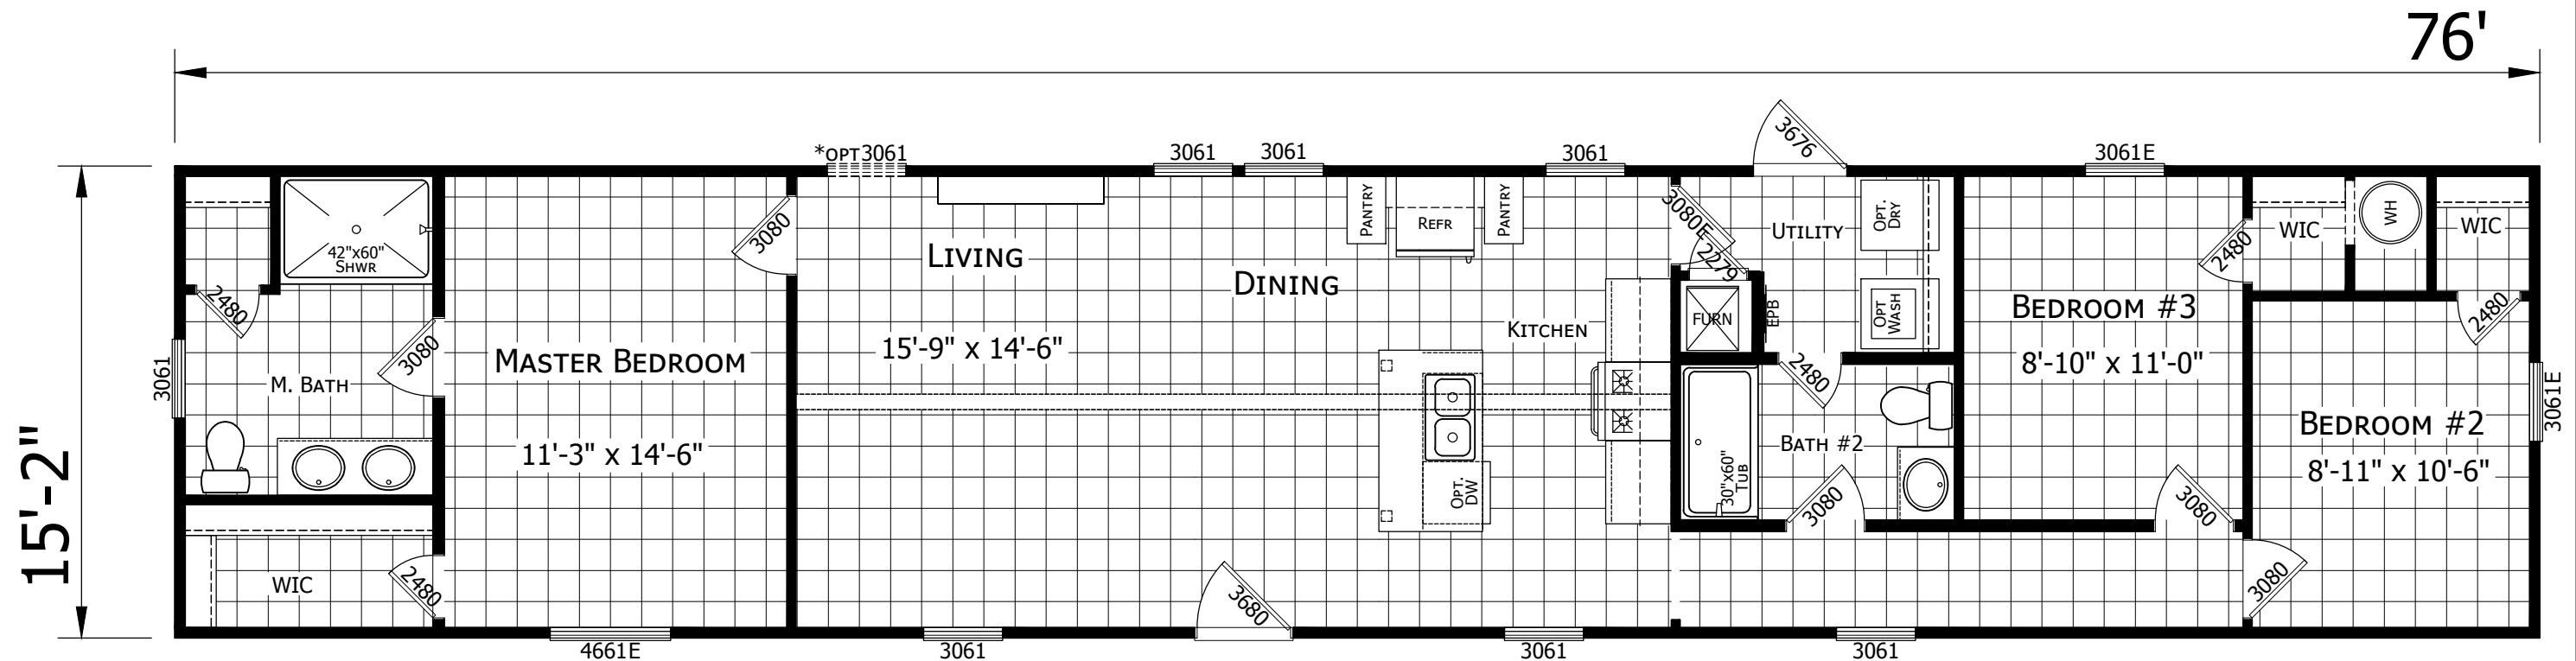 76'
15'-2"
*OPT3061
3061
3061
3061
3676
3061E
42"x60"
SHWR
2480
3061
M. BATH
3080
WIC
2480
MASTER BEDROOM
11'-3" x 14'-6"
4661E
3080
LIVING
15'-9" x 14'-6"
DINING
3061
3680
PANTRY
REFR
PANTRY
KITCHEN
OPT.
DW
3061
3080E
2279
FURN
EPB
UTILITY
OPT.
DRY
OPT
WASH
2480
30"x60"
TUB
BATH #2
3080
3061
BEDROOM #3
8'-10" x 11'-0"
3080
2480
WIC
WH
WIC
2480
BEDROOM #2
8'-11" x 10'-6"
3080
3061E